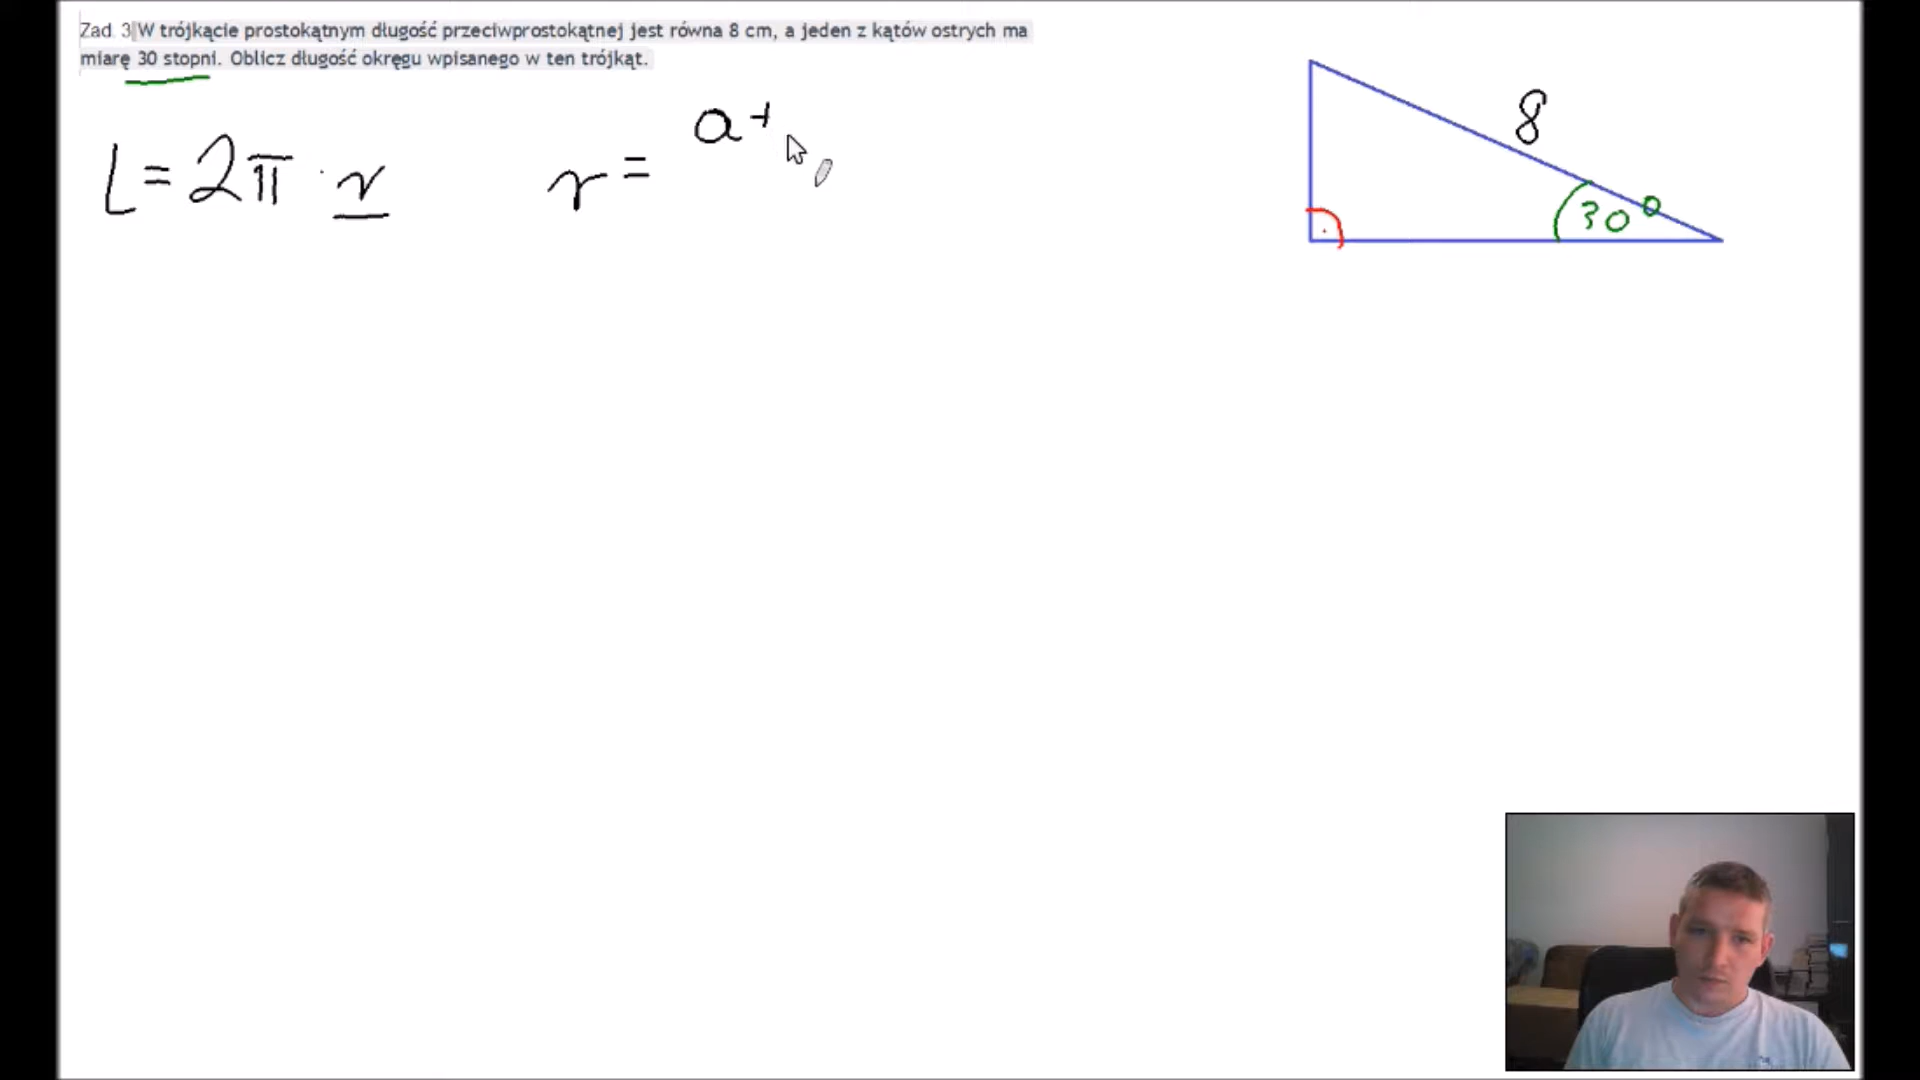 Zad. 3 W trójkącie prostokątnym długość przeciwprostokątnej jest równa 8 cm, a jeden z kątów ostrych ma
miarę 30 stopni. Oblicz długość okręgu wpisanego w ten trójkąt.
L = 2π · r
r = a +
8
30°